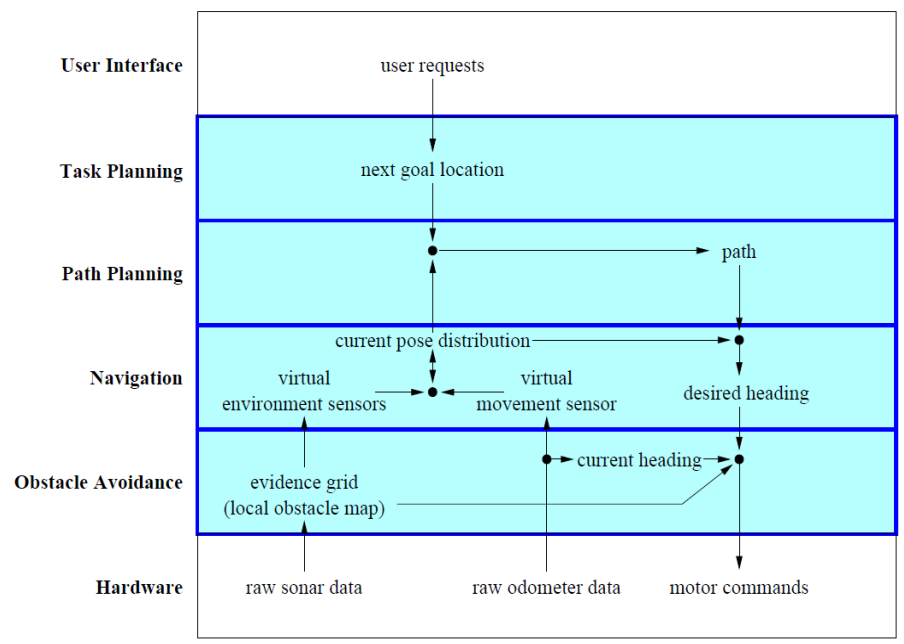 User Interface
user requests
Task Planning
next goal location
Path Planning
path
current pose distribution
Navigation
virtual
environment sensors
virtual
movement sensor
desired heading
Obstacle Avoidance
evidence grid
(local obstacle map)
current heading
Hardware
raw sonar data
raw odometer data
motor commands